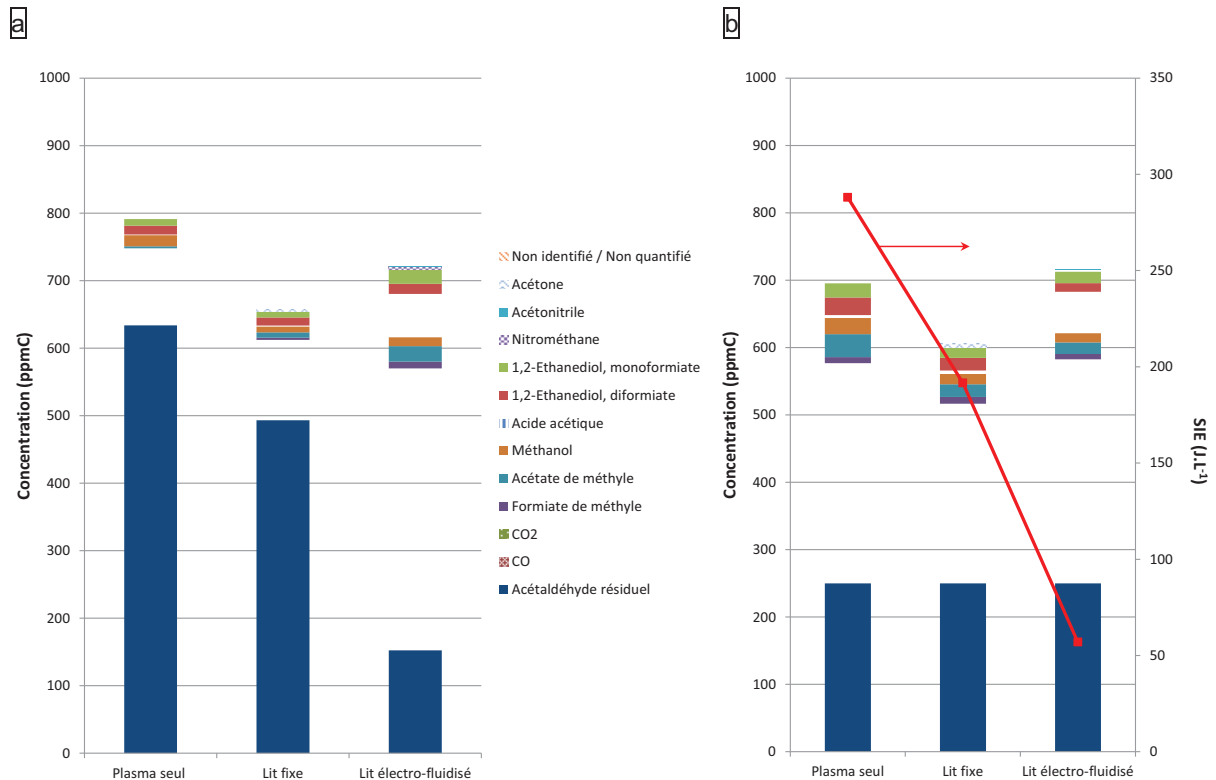 a
1000
900
800
700
600
500
400
300
200
100
0
Concentration (ppmC)
Plasma seul
Lit fixe
Lit électro-fluidisé
Non identifié / Non quantifié
Acétone
Acétonitrile
Nitrométhane
1,2-Ethanediol, monoformiate
1,2-Ethanediol, diformiate
Acide acétique
Méthanol
Acétate de méthyle
Formiate de méthyle
CO2
CO
Acétaldéhyde résiduel
b
1000
900
800
700
600
500
400
300
200
100
0
Concentration (ppmC)
350
300
250
200
150
100
50
0
SIE (J.L⁻¹)
Plasma seul
Lit fixe
Lit électro-fluidisé